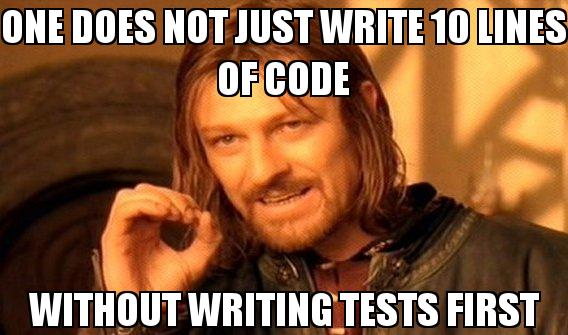 ONE DOES NOT JUST WRITE 10 LINES
OF CODE
WITHOUT WRITING TESTS FIRST